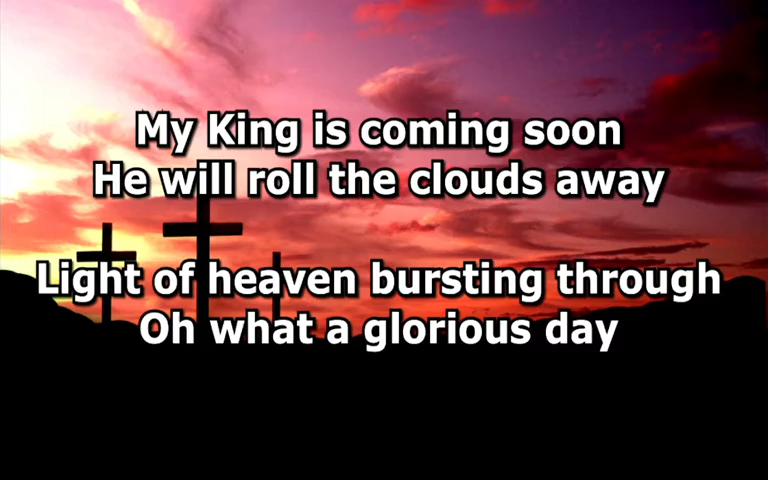 My King is coming soon
He will roll the clouds away
Light of heaven bursting through
Oh what a glorious day